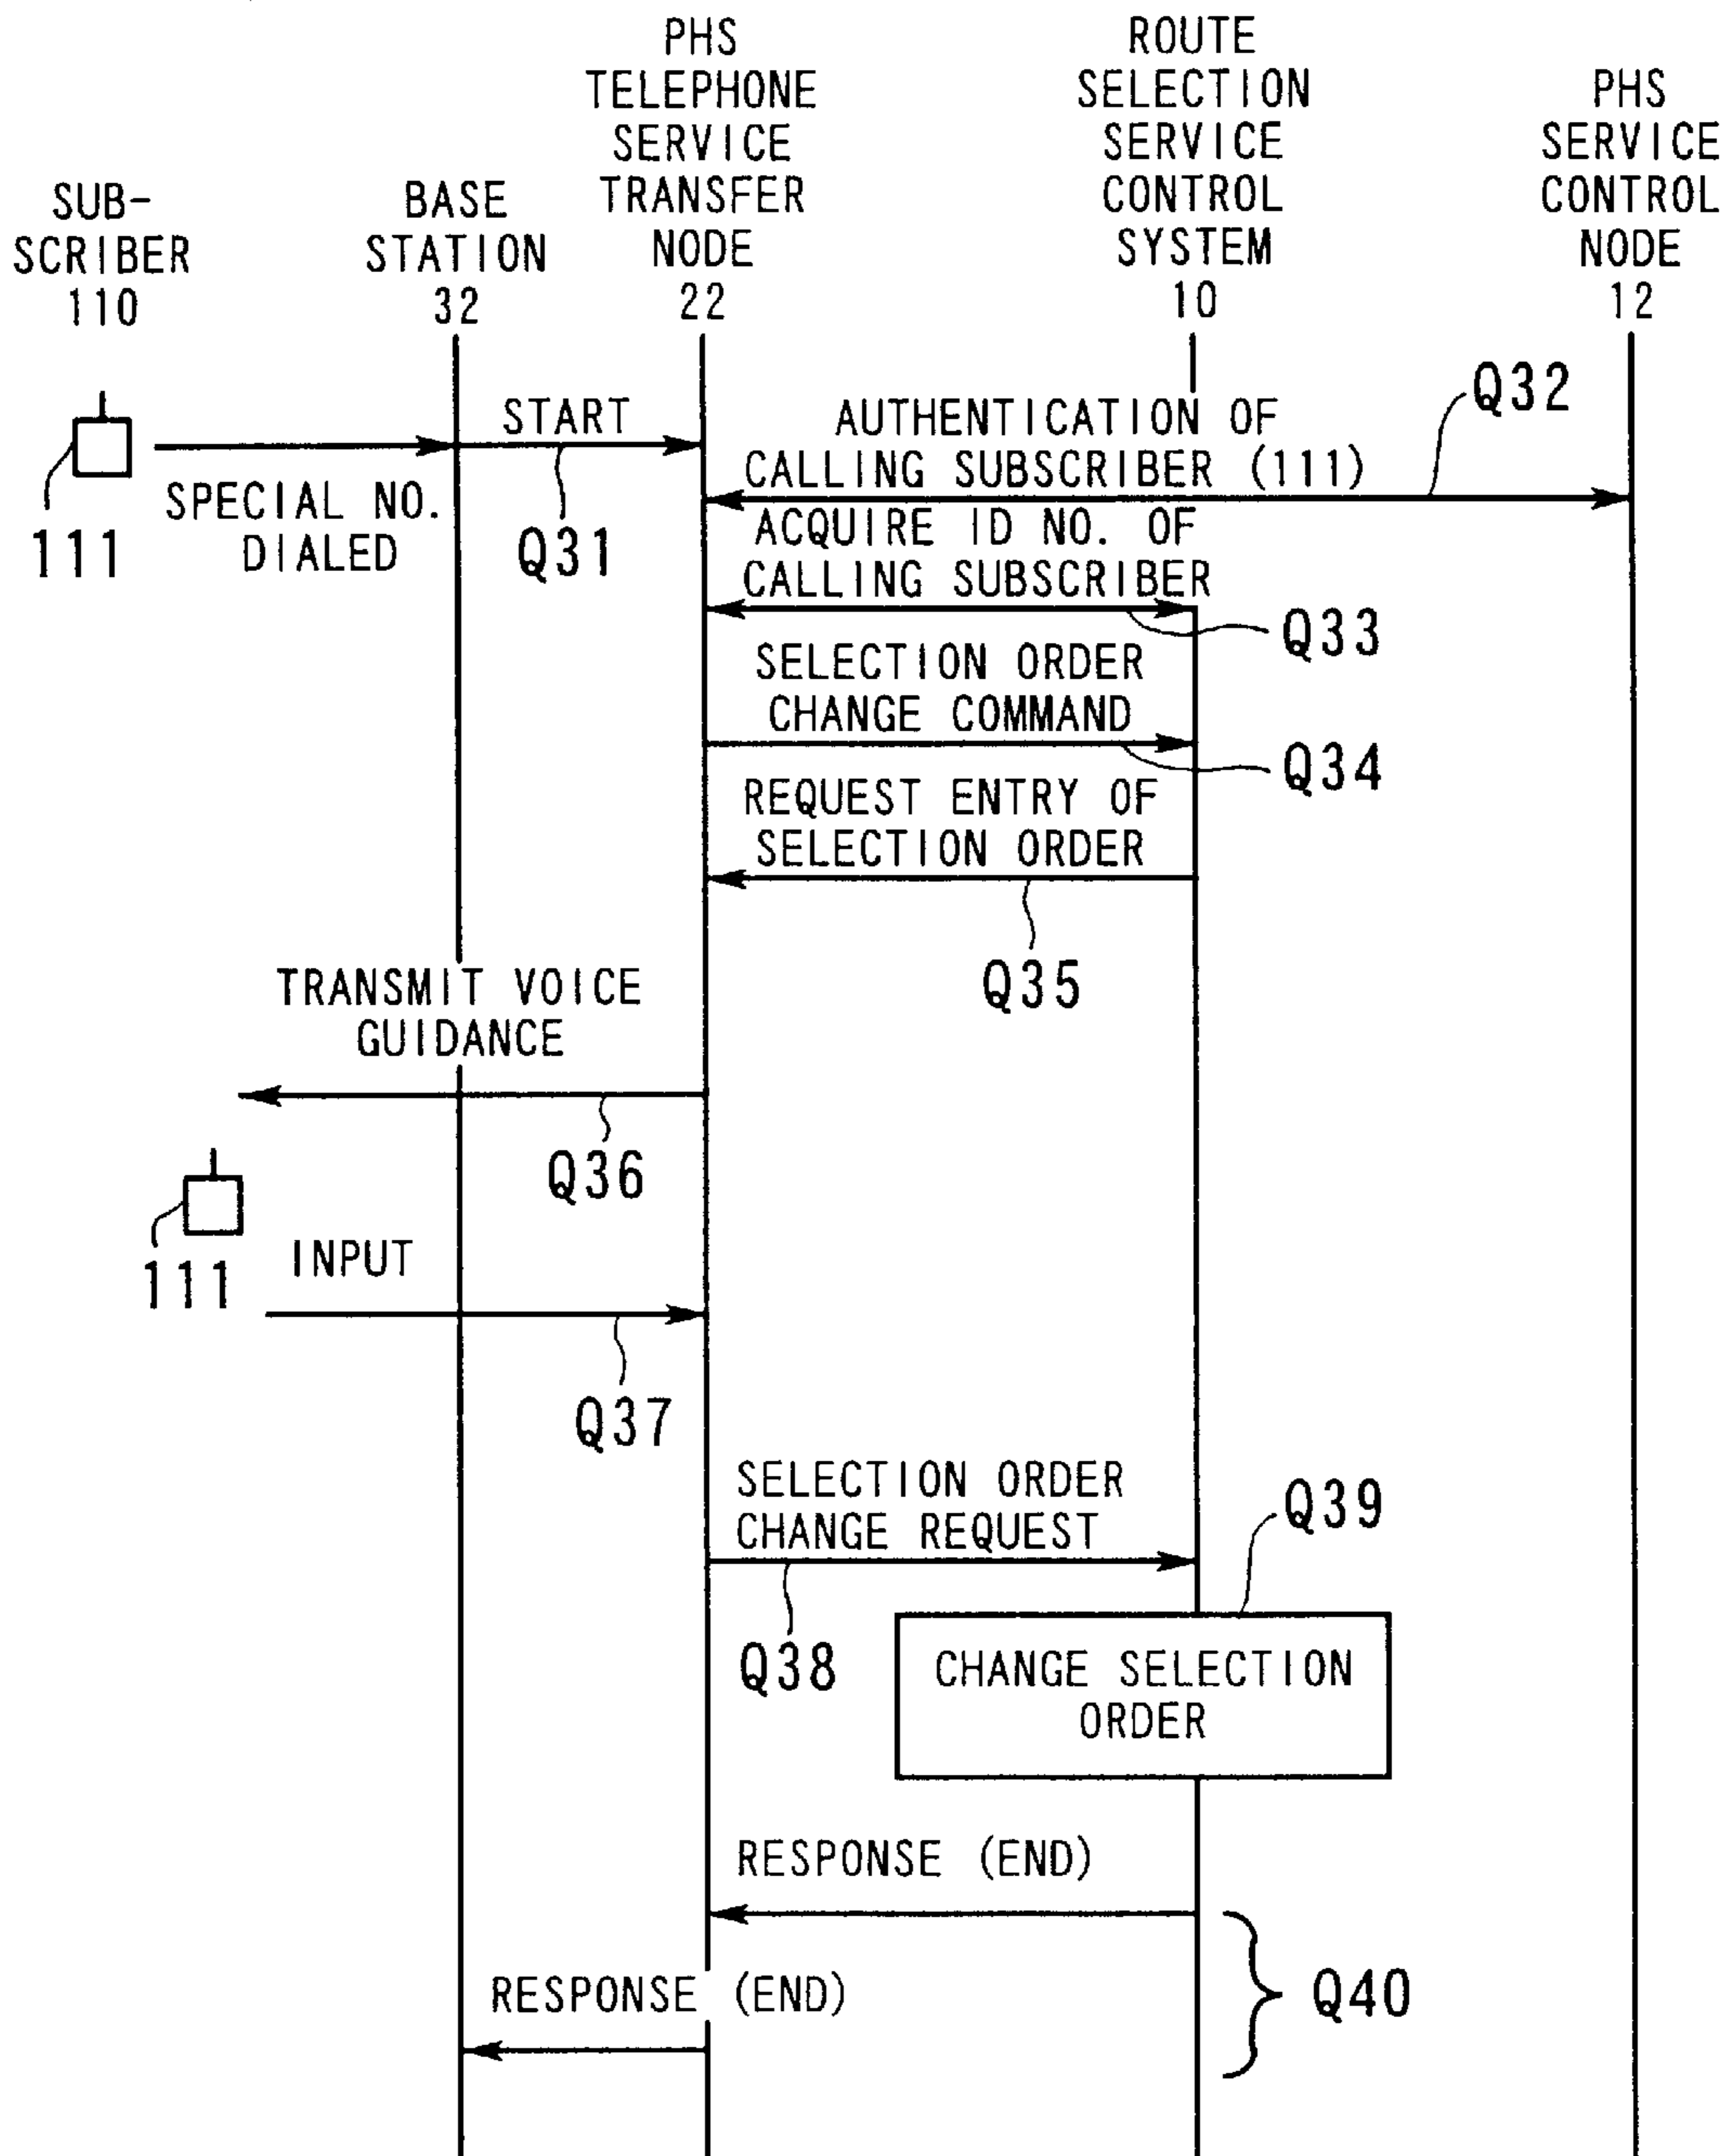 SUB-
SCRIBER
110
BASE
STATION
32
PHS
TELEPHONE
SERVICE
TRANSFER
NODE
22
ROUTE
SELECTION
SERVICE
CONTROL
SYSTEM
10
PHS
SERVICE
CONTROL
NODE
12
111
SPECIAL NO.
DIALED
START
Q31
AUTHENTICATION OF
CALLING SUBSCRIBER (111)
Q32
ACQUIRE ID NO. OF
CALLING SUBSCRIBER
Q33
SELECTION ORDER
CHANGE COMMAND
Q34
REQUEST ENTRY OF
SELECTION ORDER
Q35
TRANSMIT VOICE
GUIDANCE
Q36
111
INPUT
Q37
SELECTION ORDER
CHANGE REQUEST
Q38
Q39
CHANGE SELECTION
ORDER
RESPONSE (END)
RESPONSE (END)
Q40